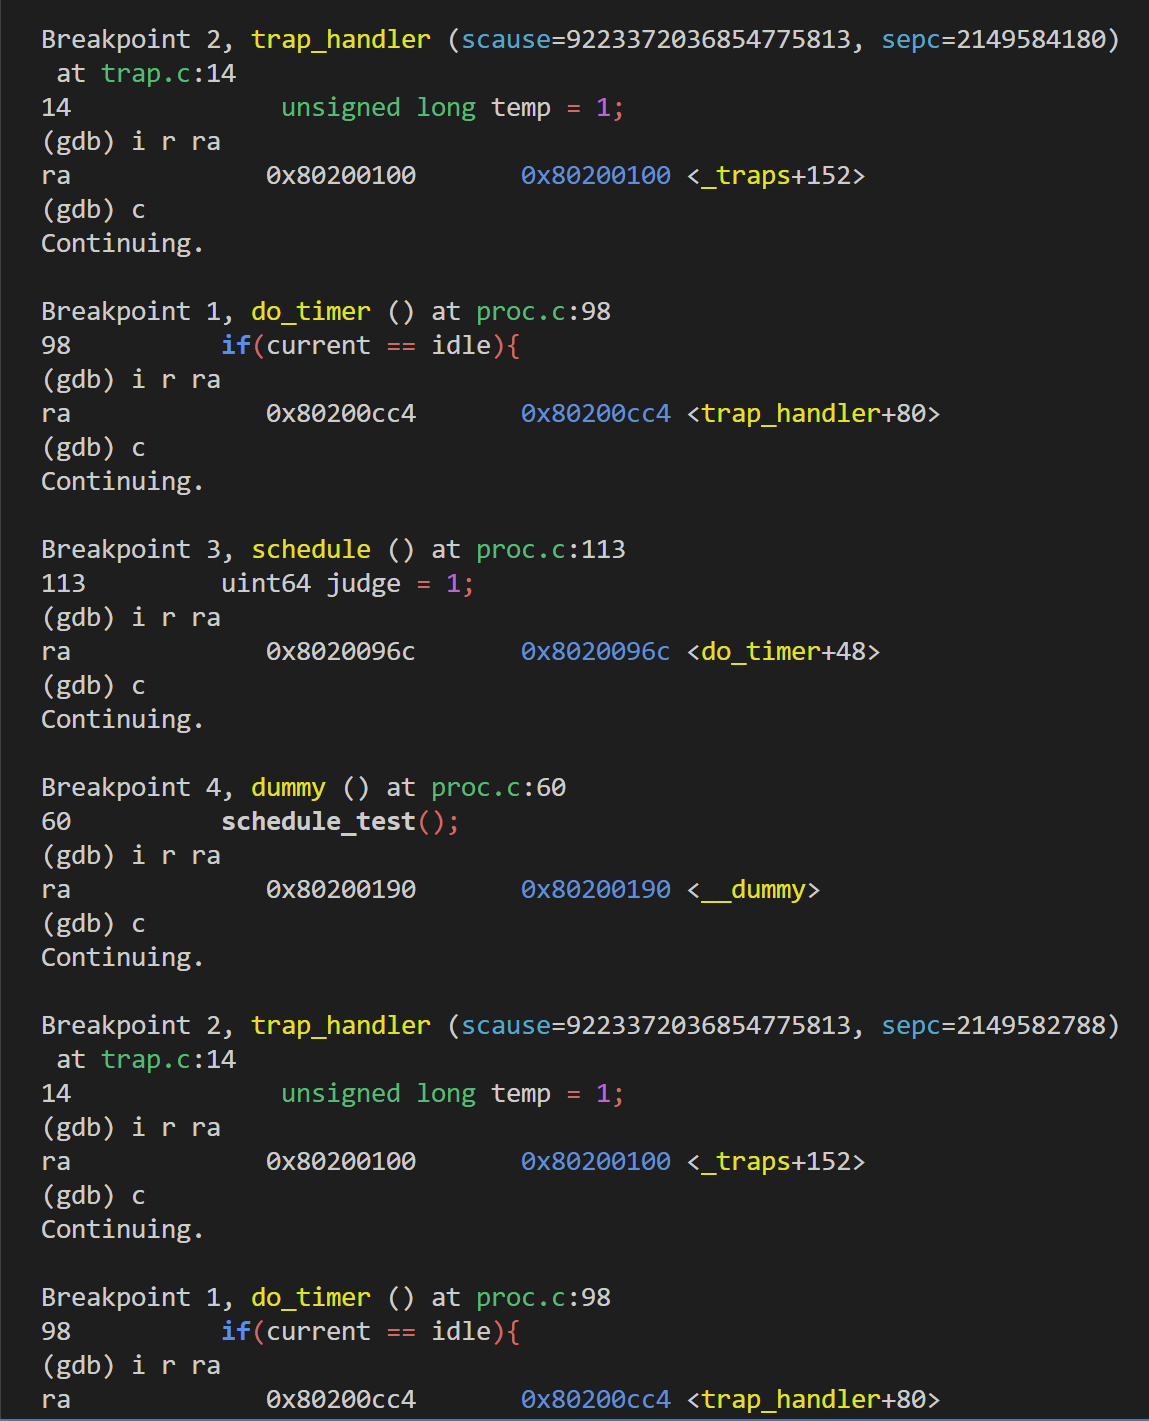 Breakpoint 2, trap_handler (scause=9223372036854775813, sepc=2149584180)
 at trap.c:14
14              unsigned long temp = 1;
(gdb) i r ra
ra             0x80200100       0x80200100 <_traps+152>
(gdb) c
Continuing.

Breakpoint 1, do_timer () at proc.c:98
98          if(current == idle){
(gdb) i r ra
ra             0x80200cc4       0x80200cc4 <trap_handler+80>
(gdb) c
Continuing.

Breakpoint 3, schedule () at proc.c:113
113         uint64 judge = 1;
(gdb) i r ra
ra             0x8020096c       0x8020096c <do_timer+48>
(gdb) c
Continuing.

Breakpoint 4, dummy () at proc.c:60
60          schedule_test();
(gdb) i r ra
ra             0x80200190       0x80200190 <__dummy>
(gdb) c
Continuing.

Breakpoint 2, trap_handler (scause=9223372036854775813, sepc=2149582788)
 at trap.c:14
14              unsigned long temp = 1;
(gdb) i r ra
ra             0x80200100       0x80200100 <_traps+152>
(gdb) c
Continuing.

Breakpoint 1, do_timer () at proc.c:98
98          if(current == idle){
(gdb) i r ra
ra             0x80200cc4       0x80200cc4 <trap_handler+80>